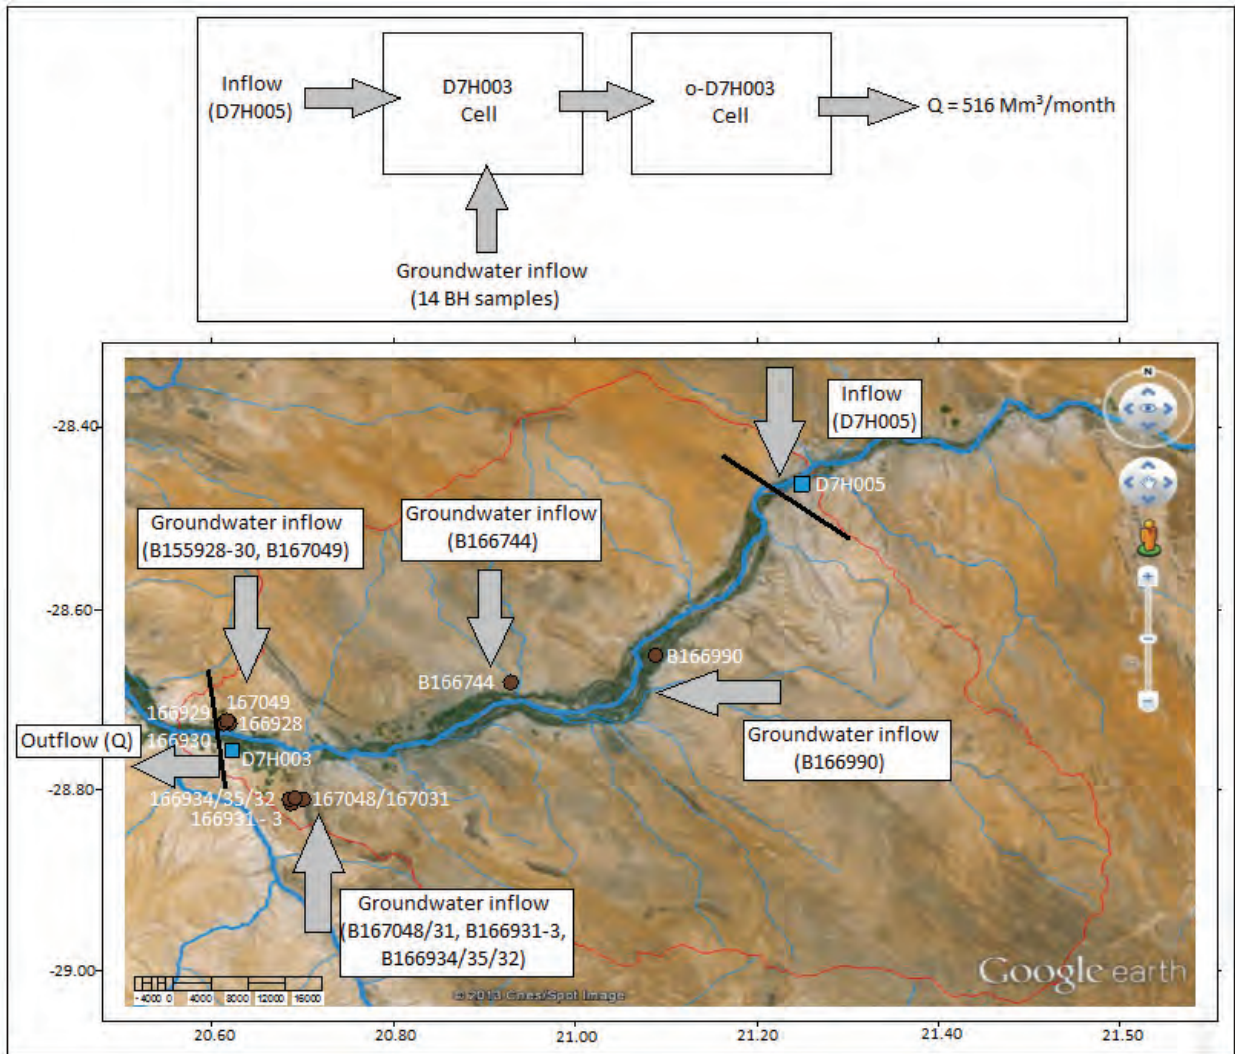 Inflow
(D7H005)
D7H003
Cell
o-D7H003
Cell
Q = 516 Mm³/month
Groundwater inflow
(14 BH samples)
N
Inflow
(D7H005)
-28.40
D7H005
Groundwater inflow
(B166744)
Groundwater inflow
(B155928-30, B167049)
-28.60
B166990
B166744
167049
166929
166928
166930
Outflow (Q)
D7H003
Groundwater inflow
(B166990)
-28.80
166934/35/32
167048/167031
166931 - 3
Groundwater inflow
(B167048/31, B166931-3,
B166934/35/32)
-29.00
Google earth
- 4000 0 4000 8000 12000 16000
© 2013 Cnes/Spot Image
20.60 20.80 21.00 21.20 21.40 21.50